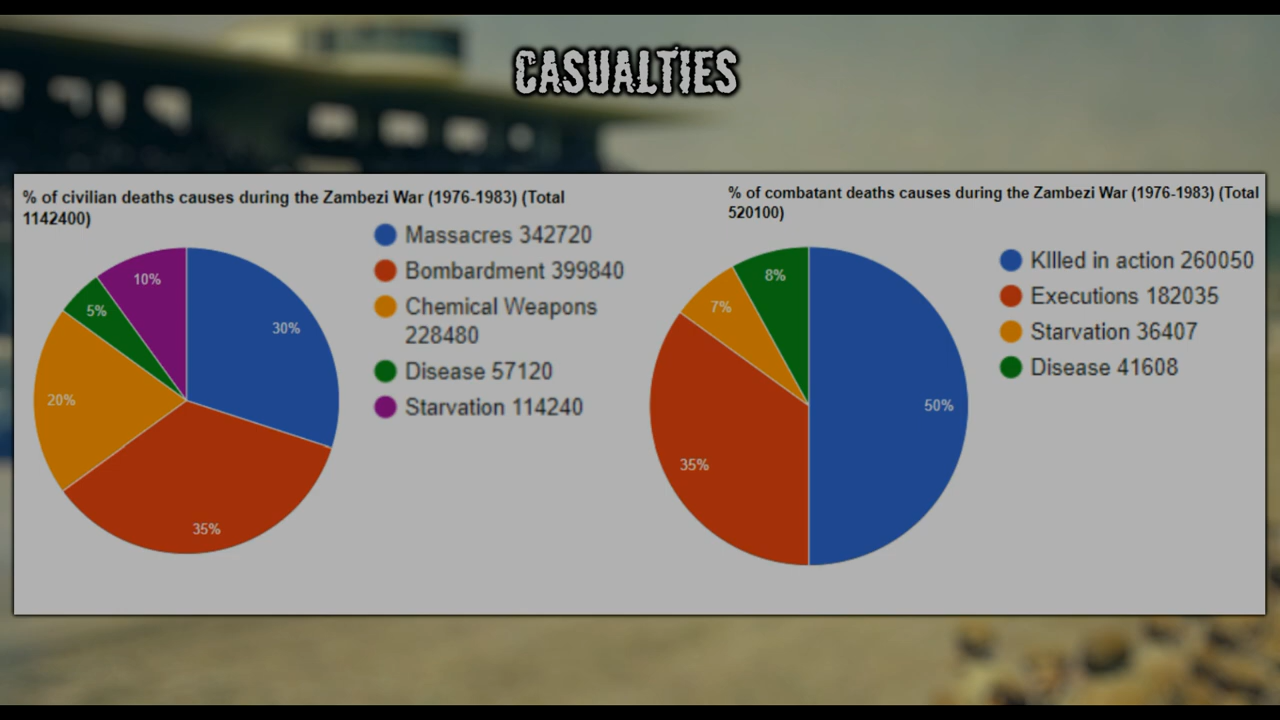 CASUALTIES
% of civilian deaths causes during the Zambezi War (1976-1983) (Total
1142400)
Massacres 342720
Bombardment 399840
Chemical Weapons
228480
Disease 57120
Starvation 114240
30%
35%
20%
5%
10%
% of combatant deaths causes during the Zambezi War (1976-1983) (Total
520100)
KIlled in action 260050
Executions 182035
Starvation 36407
Disease 41608
50%
35%
7%
8%